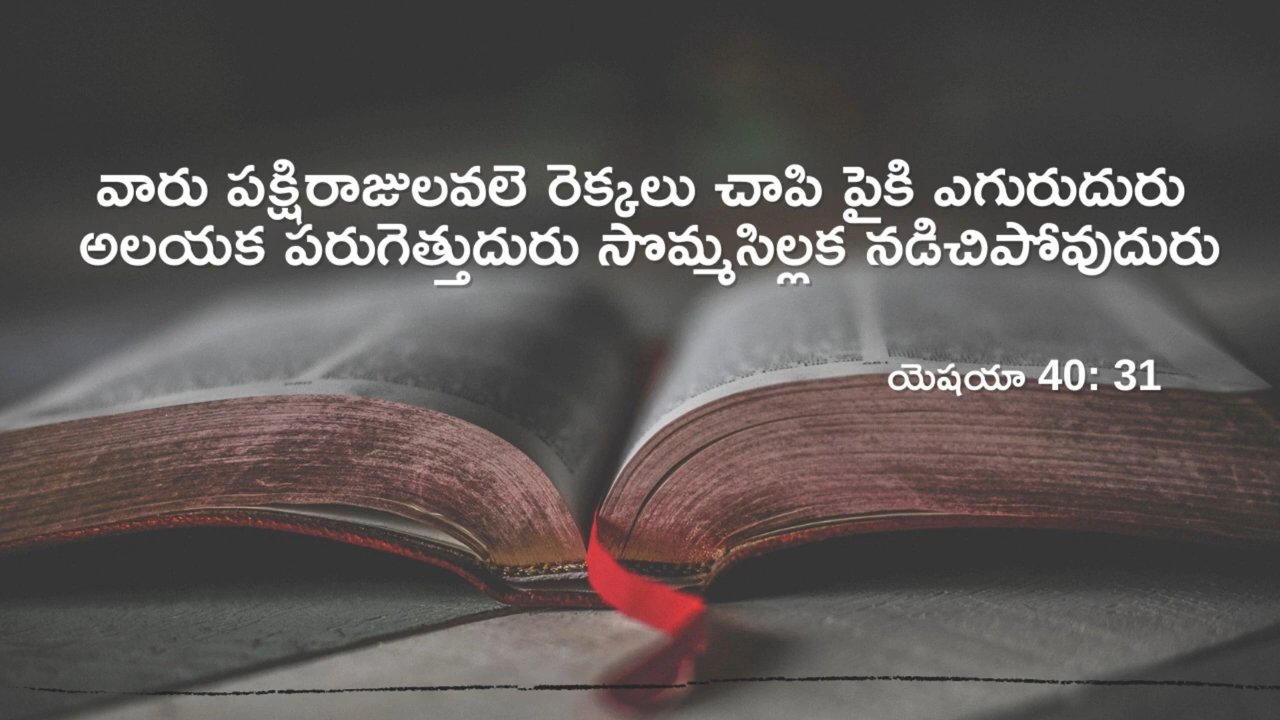 వారు పక్షిరాజులవలె రెక్కలు చాపి పైకి ఎగురుదురు
అలయక పరుగెత్తుదురు సొమ్మసిల్లక నడిచిపోవుదురు
యెషయా 40: 31